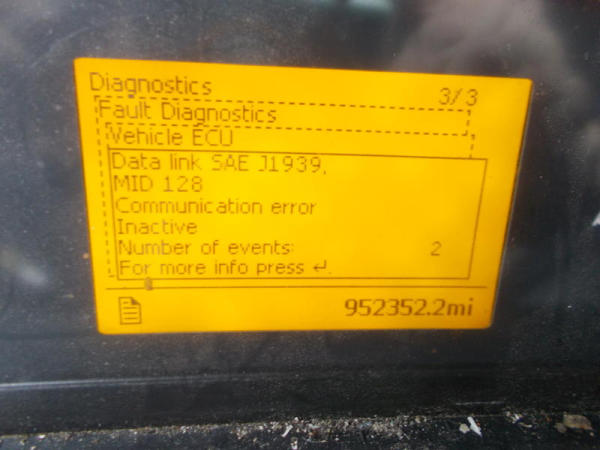 Diagnostics 3/3
Fault Diagnostics
Vehicle ECU
Data link SAE J1939,
MID 128
Communication error
Inactive
Number of events: 2
For more info press ↵.
952352.2mi